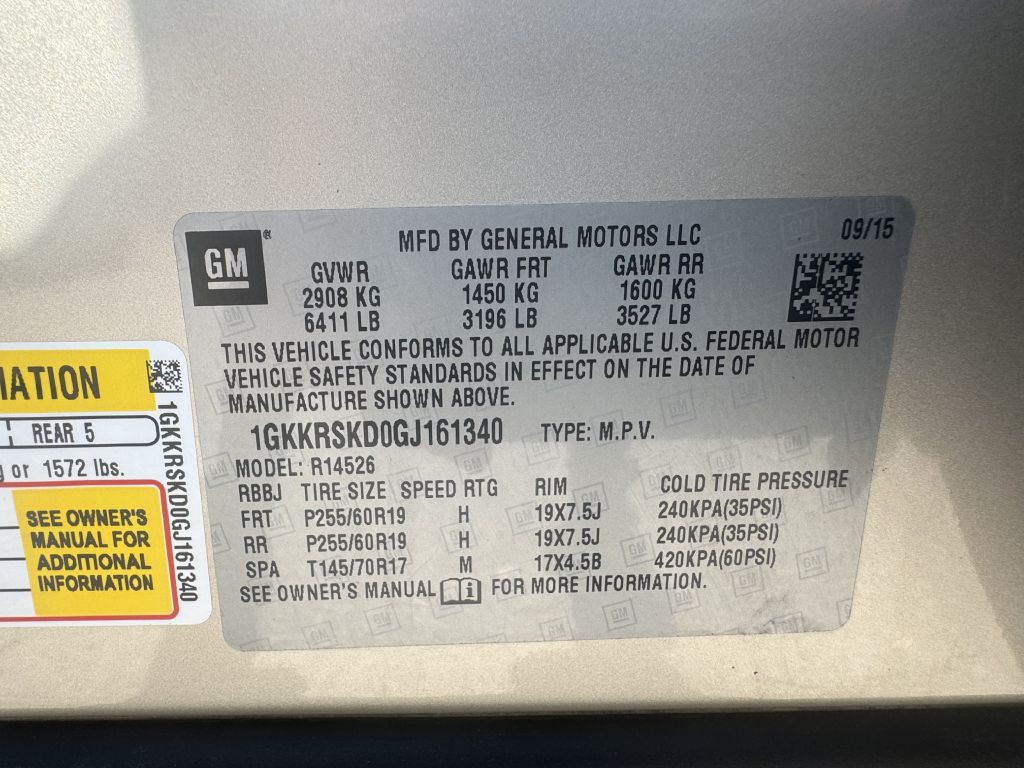 GM
®
MFD BY GENERAL MOTORS LLC
09/15
GVWR GAWR FRT GAWR RR
2908 KG 1450 KG 1600 KG
6411 LB 3196 LB 3527 LB
THIS VEHICLE CONFORMS TO ALL APPLICABLE U.S. FEDERAL MOTOR
VEHICLE SAFETY STANDARDS IN EFFECT ON THE DATE OF
MANUFACTURE SHOWN ABOVE.
1GKKRSKD0GJ161340 TYPE: M.P.V.
MODEL: R14526
RBBJ TIRE SIZE SPEED RTG RIM COLD TIRE PRESSURE
FRT P255/60R19 H 19X7.5J 240KPA(35PSI)
RR P255/60R19 H 19X7.5J 240KPA(35PSI)
SPA T145/70R17 M 17X4.5B 420KPA(60PSI)
SEE OWNER'S MANUAL FOR MORE INFORMATION.
REAR 5
or 1572 lbs.
SEE OWNER'S
MANUAL FOR
ADDITIONAL
INFORMATION
1GKKRSKD0GJ161340